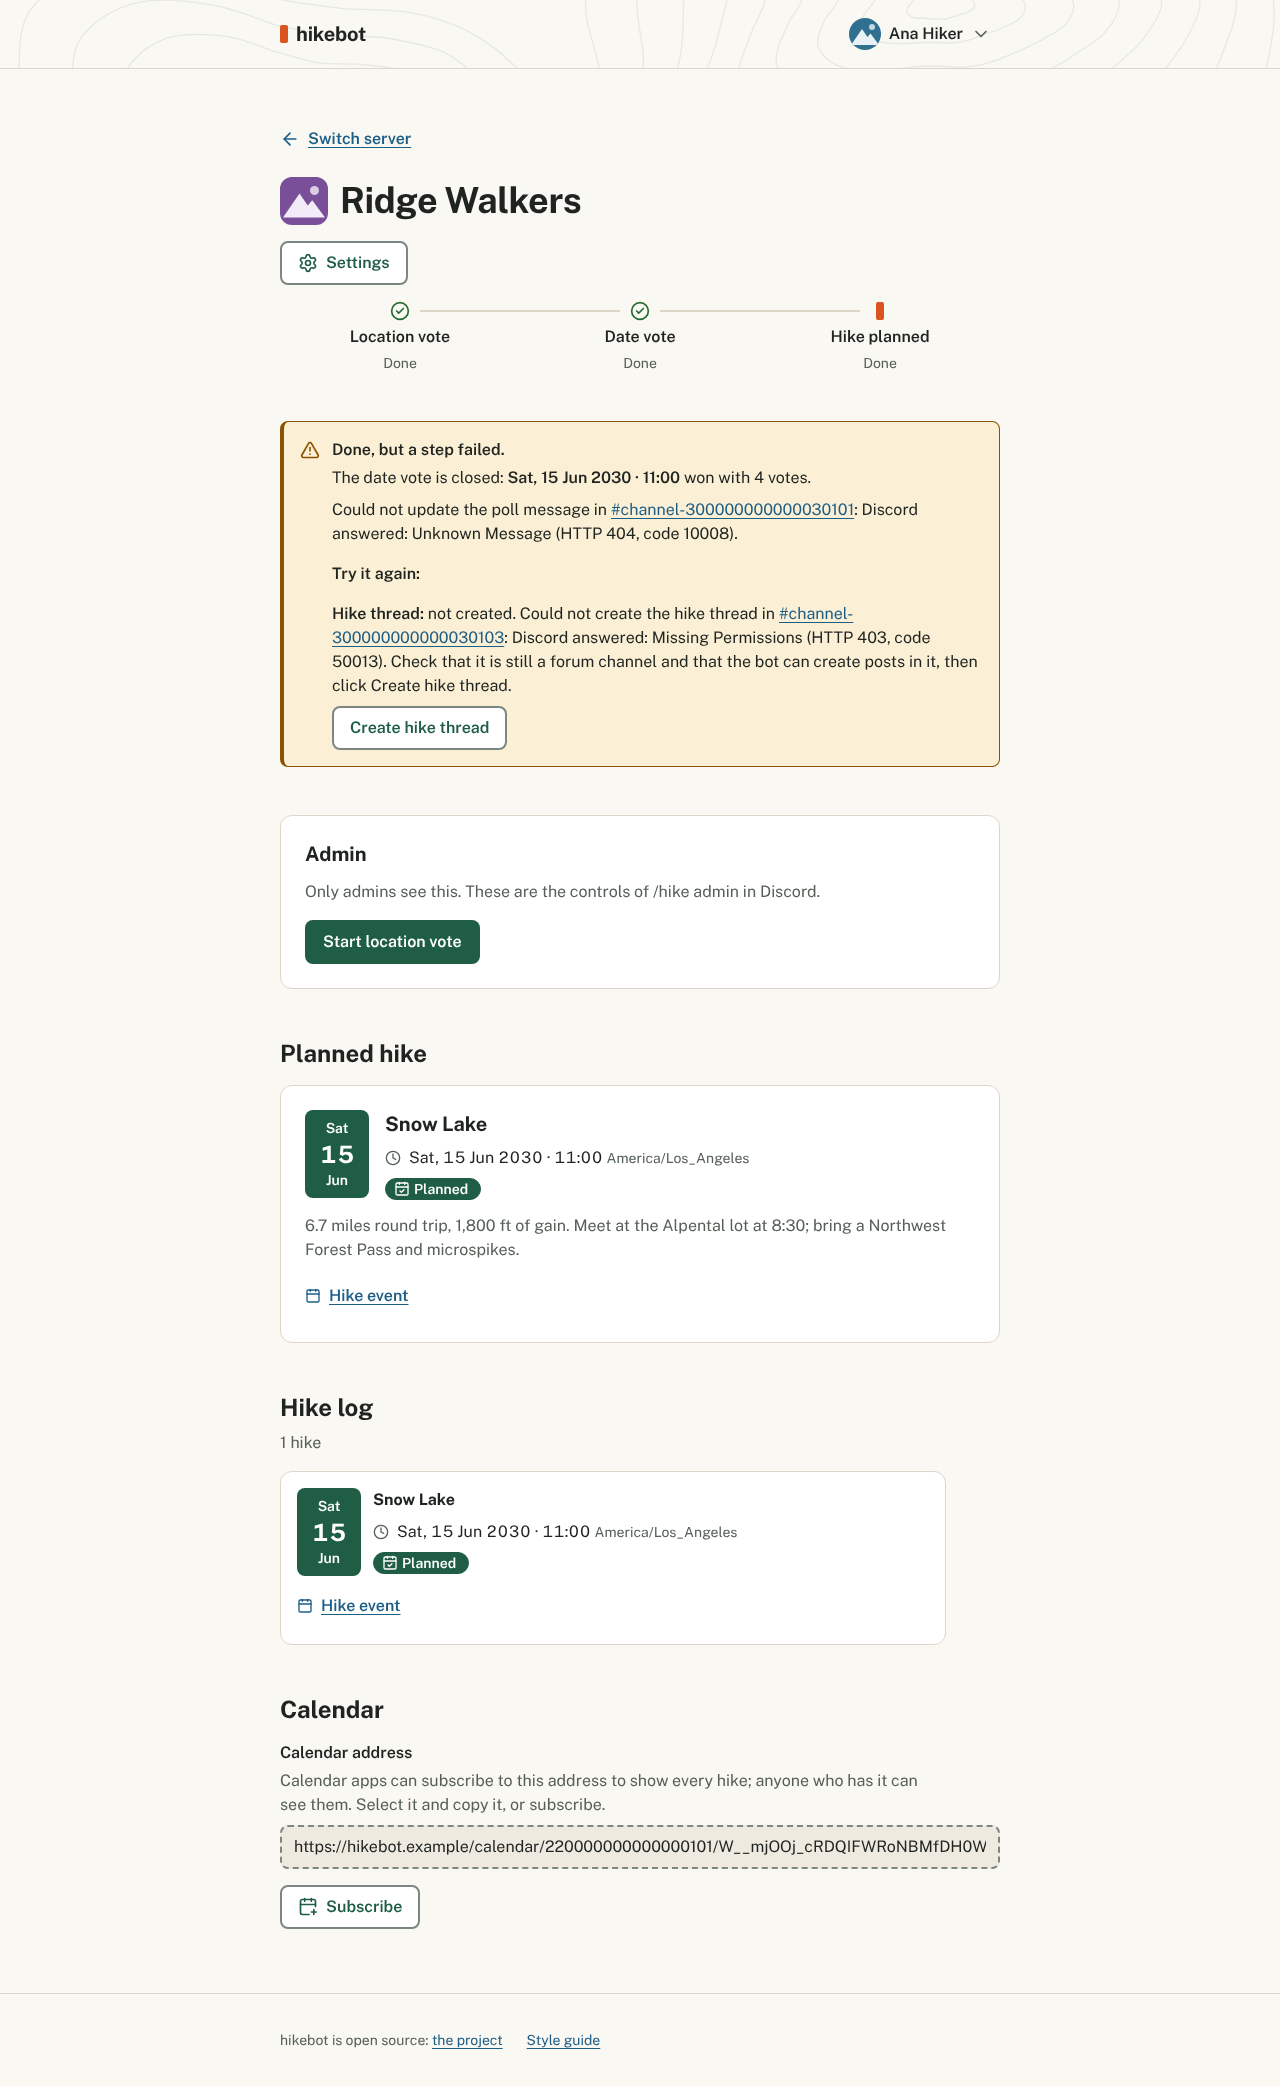 hikebot
Ana Hiker
Switch server
Ridge Walkers
Settings
Location vote
Done
Date vote
Done
Hike planned
Done
Done, but a step failed.
The date vote is closed: Sat, 15 Jun 2030 · 11:00 won with 4 votes.
Could not update the poll message in #channel-300000000000030101: Discord
answered: Unknown Message (HTTP 404, code 10008).
Try it again:
Hike thread: not created. Could not create the hike thread in #channel-
300000000000030103: Discord answered: Missing Permissions (HTTP 403, code
50013). Check that it is still a forum channel and that the bot can create posts in it, then
click Create hike thread.
Create hike thread
Admin
Only admins see this. These are the controls of /hike admin in Discord.
Start location vote
Planned hike
Sat
15
Jun
Snow Lake
Sat, 15 Jun 2030 · 11:00 America/Los_Angeles
Planned
6.7 miles round trip, 1,800 ft of gain. Meet at the Alpental lot at 8:30; bring a Northwest
Forest Pass and microspikes.
Hike event
Hike log
1 hike
Sat
15
Jun
Snow Lake
Sat, 15 Jun 2030 · 11:00 America/Los_Angeles
Planned
Hike event
Calendar
Calendar address
Calendar apps can subscribe to this address to show every hike; anyone who has it can
see them. Select it and copy it, or subscribe.
https://hikebot.example/calendar/220000000000000101/W__mjOOj_cRDQIFWRoNBMfDH0W
Subscribe
hikebot is open source: the project
Style guide